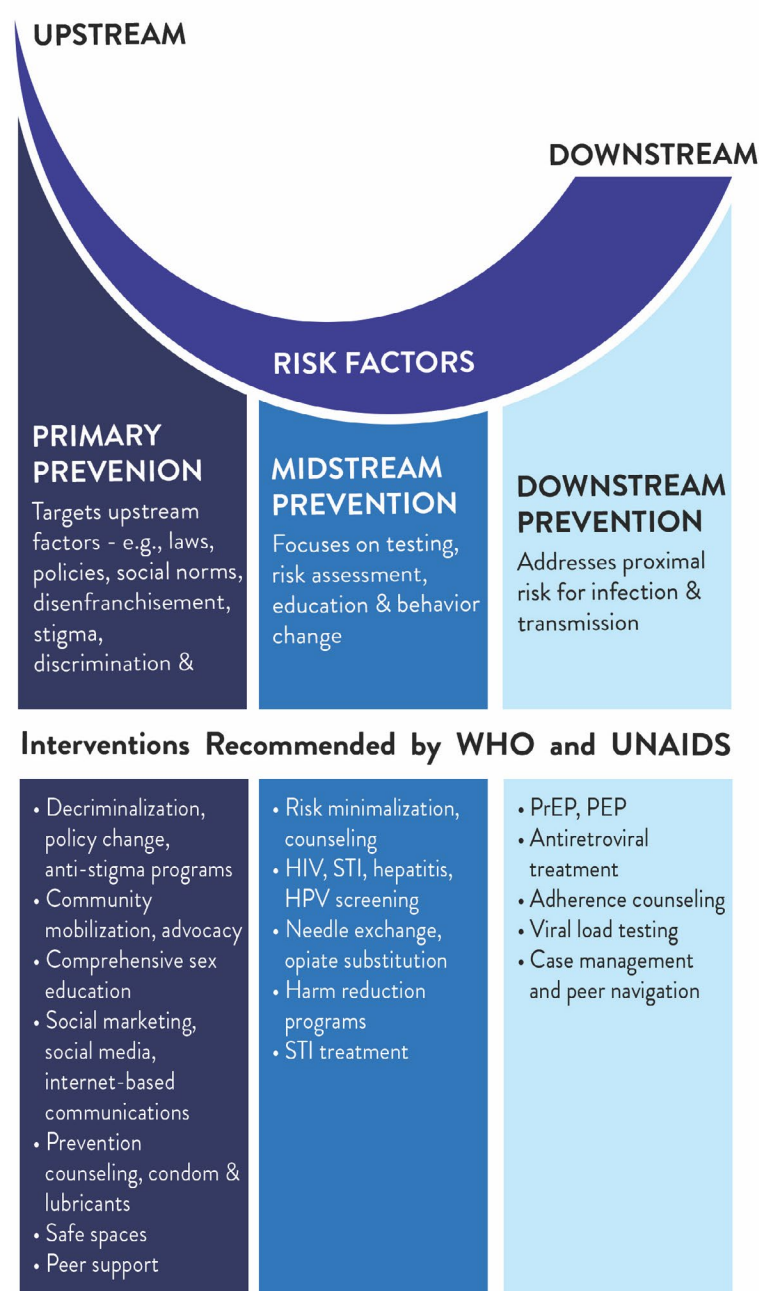 UPSTREAM
DOWNSTREAM
RISK FACTORS
PRIMARY
PREVENION
Targets upstream
factors - e.g., laws,
policies, social norms,
disenfranchisement,
stigma,
discrimination &
MIDSTREAM
PREVENTION
Focuses on testing,
risk assessment,
education & behavior
change
DOWNSTREAM
PREVENTION
Addresses proximal
risk for infection &
transmission
Interventions Recommended by WHO and UNAIDS
• Decriminalization,
policy change,
anti-stigma programs
• Community
mobilization, advocacy
• Comprehensive sex
education
• Social marketing,
social media,
internet-based
communications
• Prevention
counseling, condom &
lubricants
• Safe spaces
• Peer support
• Risk minimalization,
counseling
• HIV, STI, hepatitis,
HPV screening
• Needle exchange,
opiate substitution
• Harm reduction
programs
• STI treatment
• PrEP, PEP
• Antiretroviral
treatment
• Adherence counseling
• Viral load testing
• Case management
and peer navigation